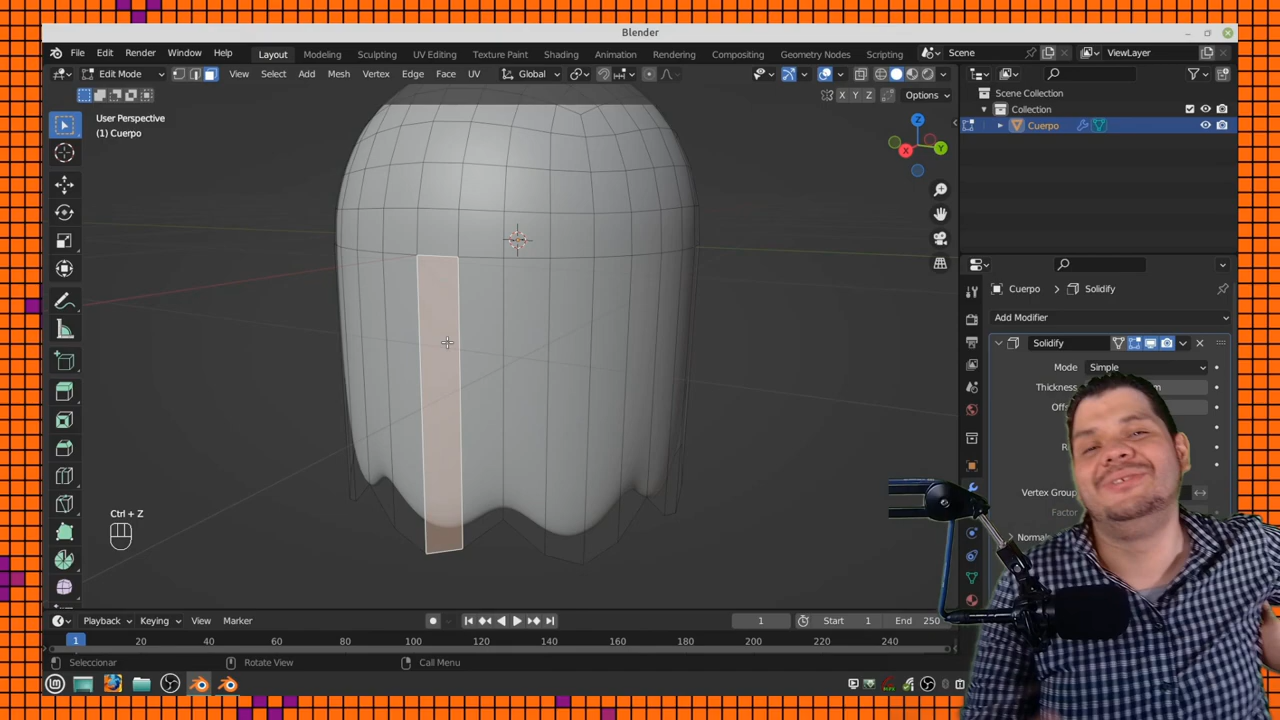 Blender
File Edit Render Window Help Layout Modeling Sculpting UV Editing Texture Paint Shading Animation Rendering Compositing Geometry Nodes Scripting Scene ViewLayer
Edit Mode View Select Add Mesh Vertex Edge Face UV Global
X Y Z Options
Scene Collection
Collection
Cuerpo
User Perspective
(1) Cuerpo
Z
X Y
Cuerpo > Solidify
Add Modifier
Solidify
Mode Simple
Thickness
Vertex Group
Factor
Ctrl + Z
Playback Keying View Marker 1 Start 1 End 250
1 20 40 60 80 100 120 140 160 180 200 220 240
Seleccionar Rotate View Call Menu